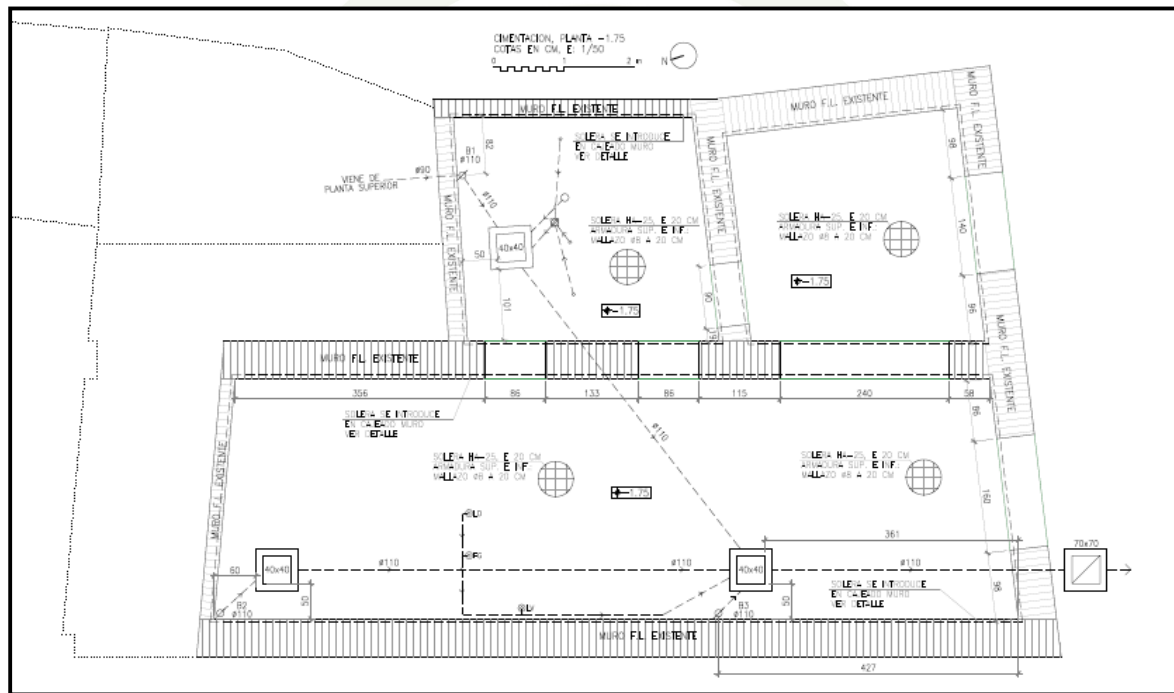 CIMENTACION, PLANTA -1.75
COTAS EN CM, E: 1/50
0 1 2 m
N
MURO F.L. EXISTENTE
MURO F.L. EXISTENTE
MURO F.L. EXISTENTE
SOLERA SE INTRODUCE
EN CAJEADO MURO
VER DETALLE
B1
Ø110
82
Ø90
VIENE DE
PLANTA SUPERIOR
Ø110
MURO F.L. EXISTENTE
MURO F.L. EXISTENTE
98
140
96
SOLERA HA-25, E 20 CM
ARMADURA SUP. E INF.:
MALLAZO Ø8 A 20 CM
SOLERA HA-25, E 20 CM
ARMADURA SUP. E INF.:
MALLAZO Ø8 A 20 CM
40x40
50
101
90
19
-1.75
-1.75
MURO F.L. EXISTENTE
MURO F.L. EXISTENTE
356
86
133
86
115
240
58
SOLERA SE INTRODUCE
EN CAJEADO MURO
VER DETALLE
Ø110
86
160
98
SOLERA HA-25, E 20 CM
ARMADURA SUP. E INF.:
MALLAZO Ø8 A 20 CM
SOLERA HA-25, E 20 CM
ARMADURA SUP. E INF.:
MALLAZO Ø8 A 20 CM
-1.75
MURO F.L. EXISTENTE
LD
FG
LV
361
70x70
40x40
Ø110
Ø110
40x40
Ø110
60
50
B2
Ø110
B3
Ø110
50
SOLERA SE INTRODUCE
EN CAJEADO MURO
VER DETALLE
MURO F.L. EXISTENTE
427